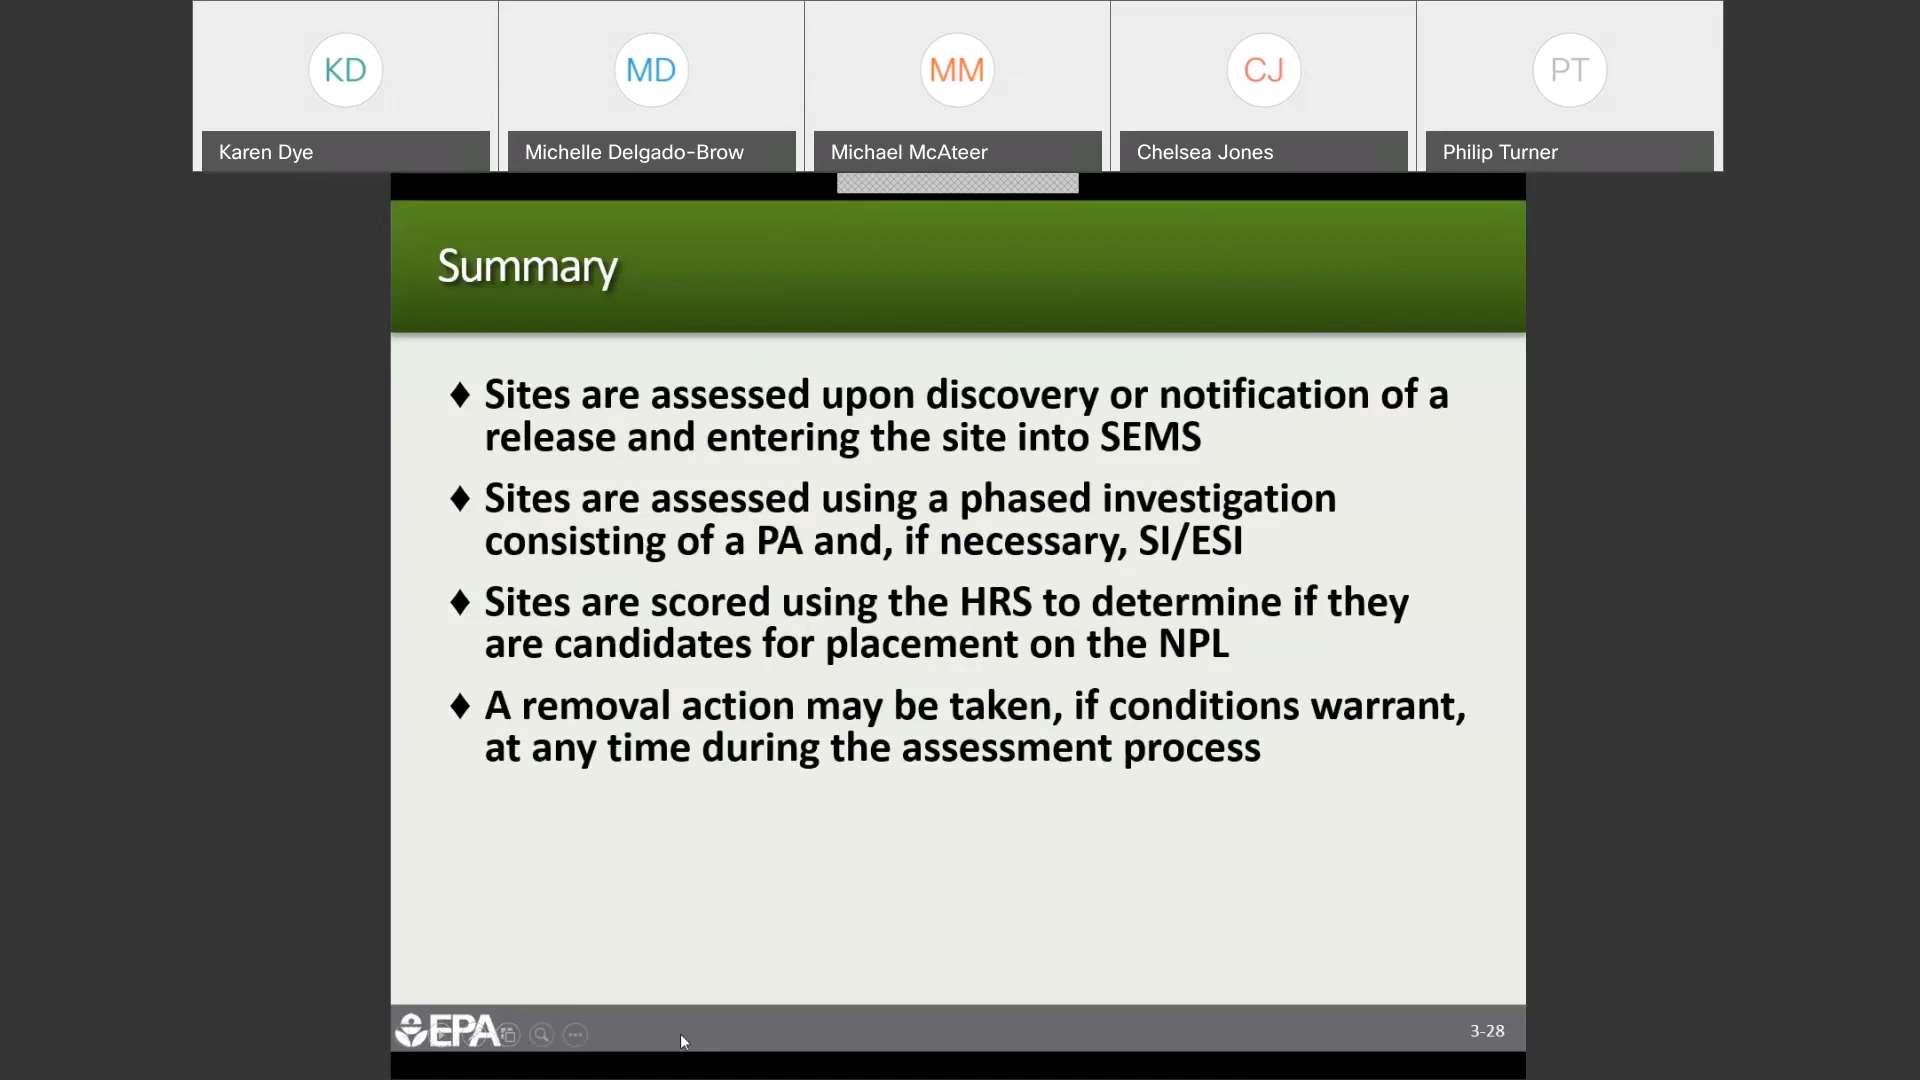 KD
MD
MM
CJ
PT
Karen Dye
Michelle Delgado-Brow
Michael McAteer
Chelsea Jones
Philip Turner
Summary
♦ Sites are assessed upon discovery or notification of a
release and entering the site into SEMS
♦ Sites are assessed using a phased investigation
consisting of a PA and, if necessary, SI/ESI
♦ Sites are scored using the HRS to determine if they
are candidates for placement on the NPL
♦ A removal action may be taken, if conditions warrant,
at any time during the assessment process
EPA
3-28